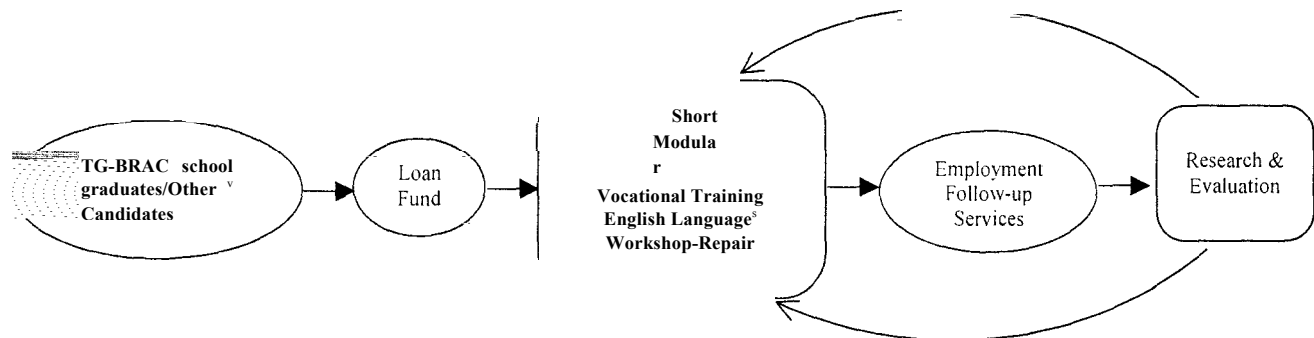 TG-BRAC school
graduates/Other v
Candidates
Loan
Fund
Short
Modula
r
Vocational Training
English Languages
Workshop-Repair
Employment
Follow-up
Services
Research &
Evaluation